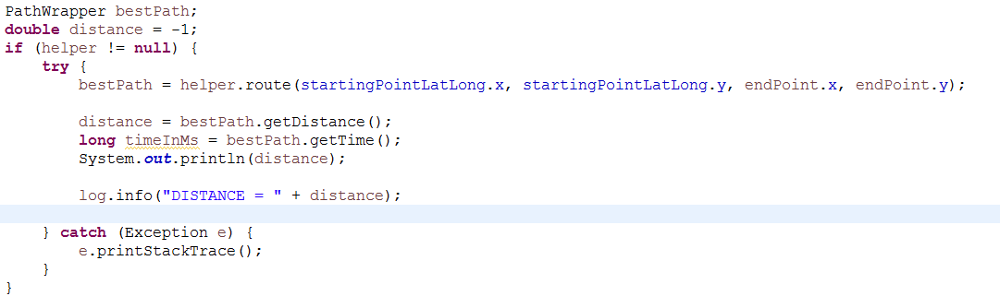 PathWrapper bestPath;
double distance = -1;
if (helper != null) {
    try {
        bestPath = helper.route(startingPointLatLong.x, startingPointLatLong.y, endPoint.x, endPoint.y);

        distance = bestPath.getDistance();
        long timeInMs = bestPath.getTime();
        System.out.println(distance);

        log.info("DISTANCE = " + distance);

    } catch (Exception e) {
        e.printStackTrace();
    }
}